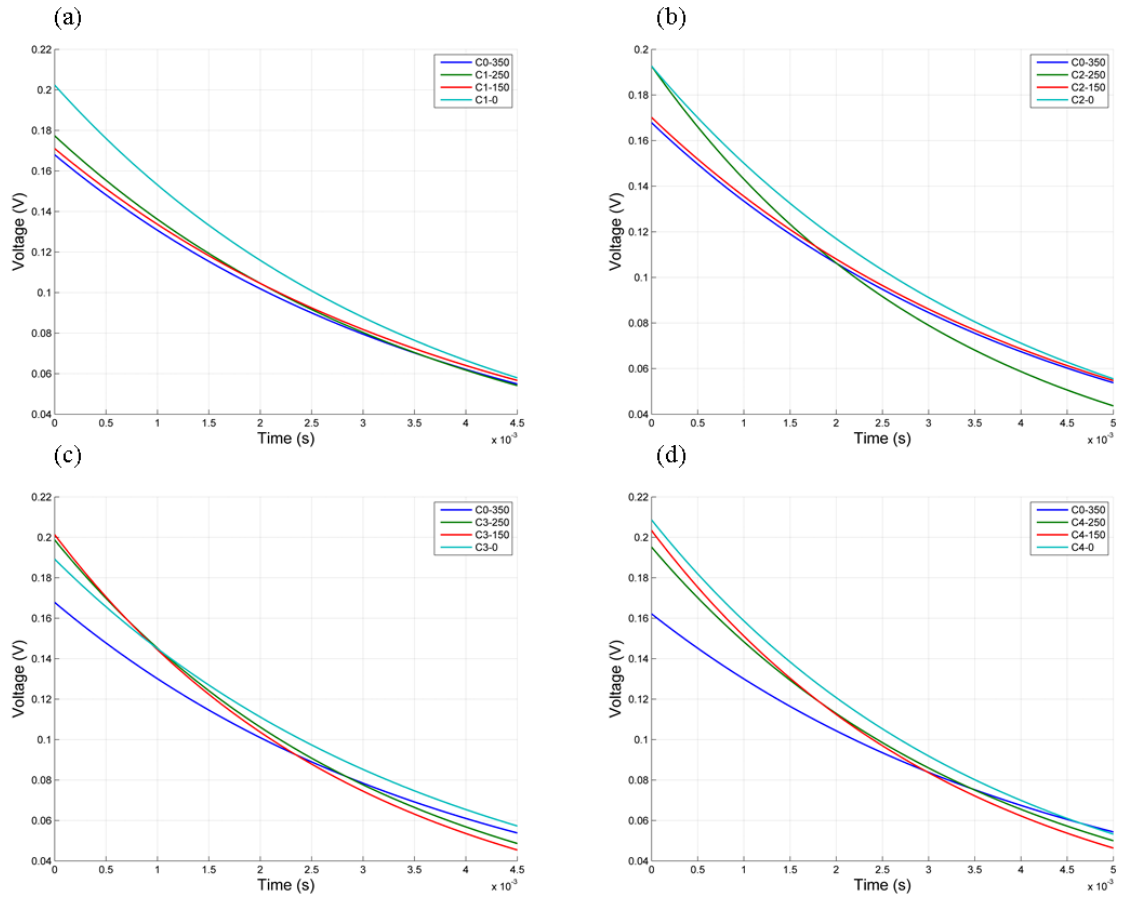 (a)
0.22
0.2
0.18
0.16
0.14
0.12
0.1
0.08
0.06
0.04
Voltage (V)
C0-350
C1-250
C1-150
C1-0
0 0.5 1 1.5 2 2.5 3 3.5 4 4.5
x 10⁻³
Time (s)
(b)
0.2
0.18
0.16
0.14
0.12
0.1
0.08
0.06
0.04
Voltage (V)
C0-350
C2-250
C2-150
C2-0
0 0.5 1 1.5 2 2.5 3 3.5 4 4.5 5
x 10⁻³
Time (s)
(c)
0.22
0.2
0.18
0.16
0.14
0.12
0.1
0.08
0.06
0.04
Voltage (V)
C0-350
C3-250
C3-150
C3-0
0 0.5 1 1.5 2 2.5 3 3.5 4 4.5
x 10⁻³
Time (s)
(d)
0.22
0.2
0.18
0.16
0.14
0.12
0.1
0.08
0.06
0.04
Voltage (V)
C0-350
C4-250
C4-150
C4-0
0 0.5 1 1.5 2 2.5 3 3.5 4 4.5 5
x 10⁻³
Time (s)